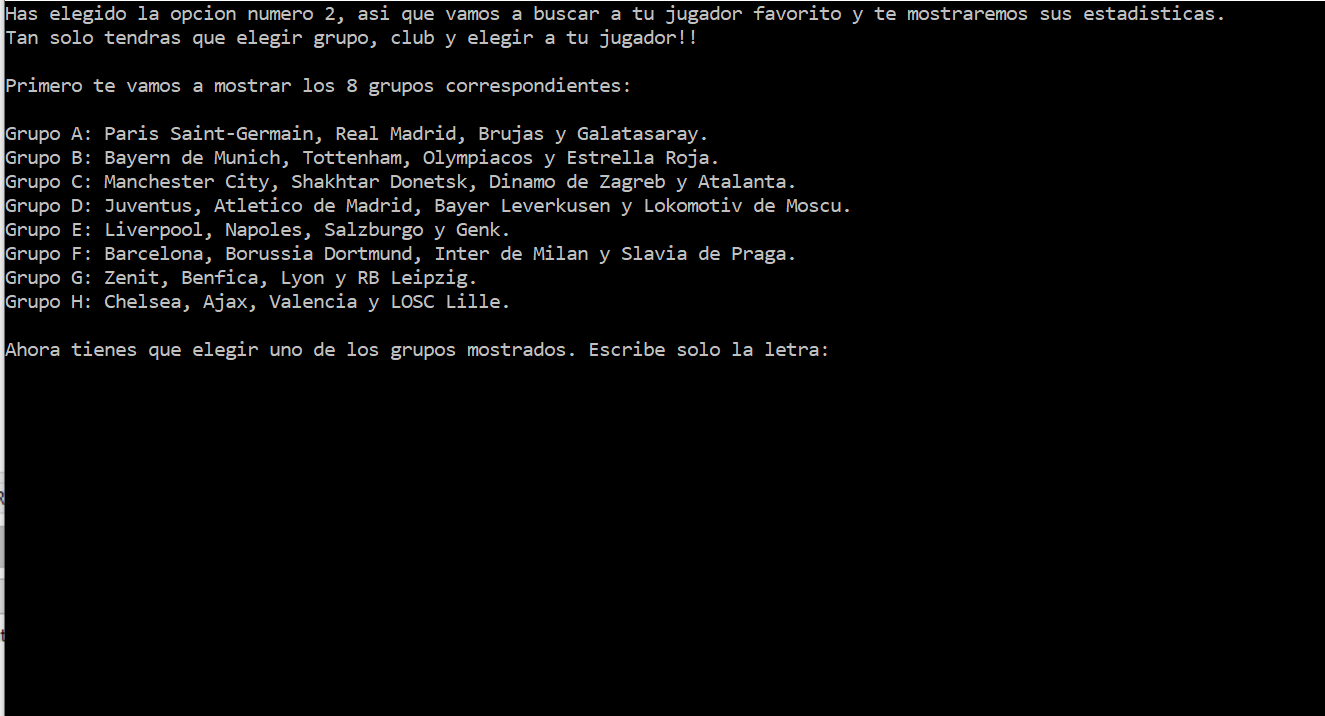 Has elegido la opcion numero 2, asi que vamos a buscar a tu jugador favorito y te mostraremos sus estadisticas.
Tan solo tendras que elegir grupo, club y elegir a tu jugador!!
Primero te vamos a mostrar los 8 grupos correspondientes:
Grupo A: Paris Saint-Germain, Real Madrid, Brujas y Galatasaray.
Grupo B: Bayern de Munich, Tottenham, Olympiacos y Estrella Roja.
Grupo C: Manchester City, Shakhtar Donetsk, Dinamo de Zagreb y Atalanta.
Grupo D: Juventus, Atletico de Madrid, Bayer Leverkusen y Lokomotiv de Moscu.
Grupo E: Liverpool, Napoles, Salzburgo y Genk.
Grupo F: Barcelona, Borussia Dortmund, Inter de Milan y Slavia de Praga.
Grupo G: Zenit, Benfica, Lyon y RB Leipzig.
Grupo H: Chelsea, Ajax, Valencia y LOSC Lille.
Ahora tienes que elegir uno de los grupos mostrados. Escribe solo la letra: